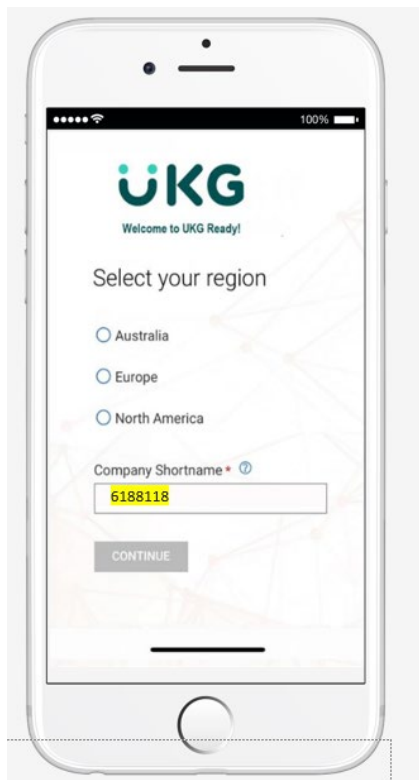 100%
UKG
Welcome to UKG Ready!
Select your region
Australia
Europe
North America
Company Shortname * ?
6188118
CONTINUE